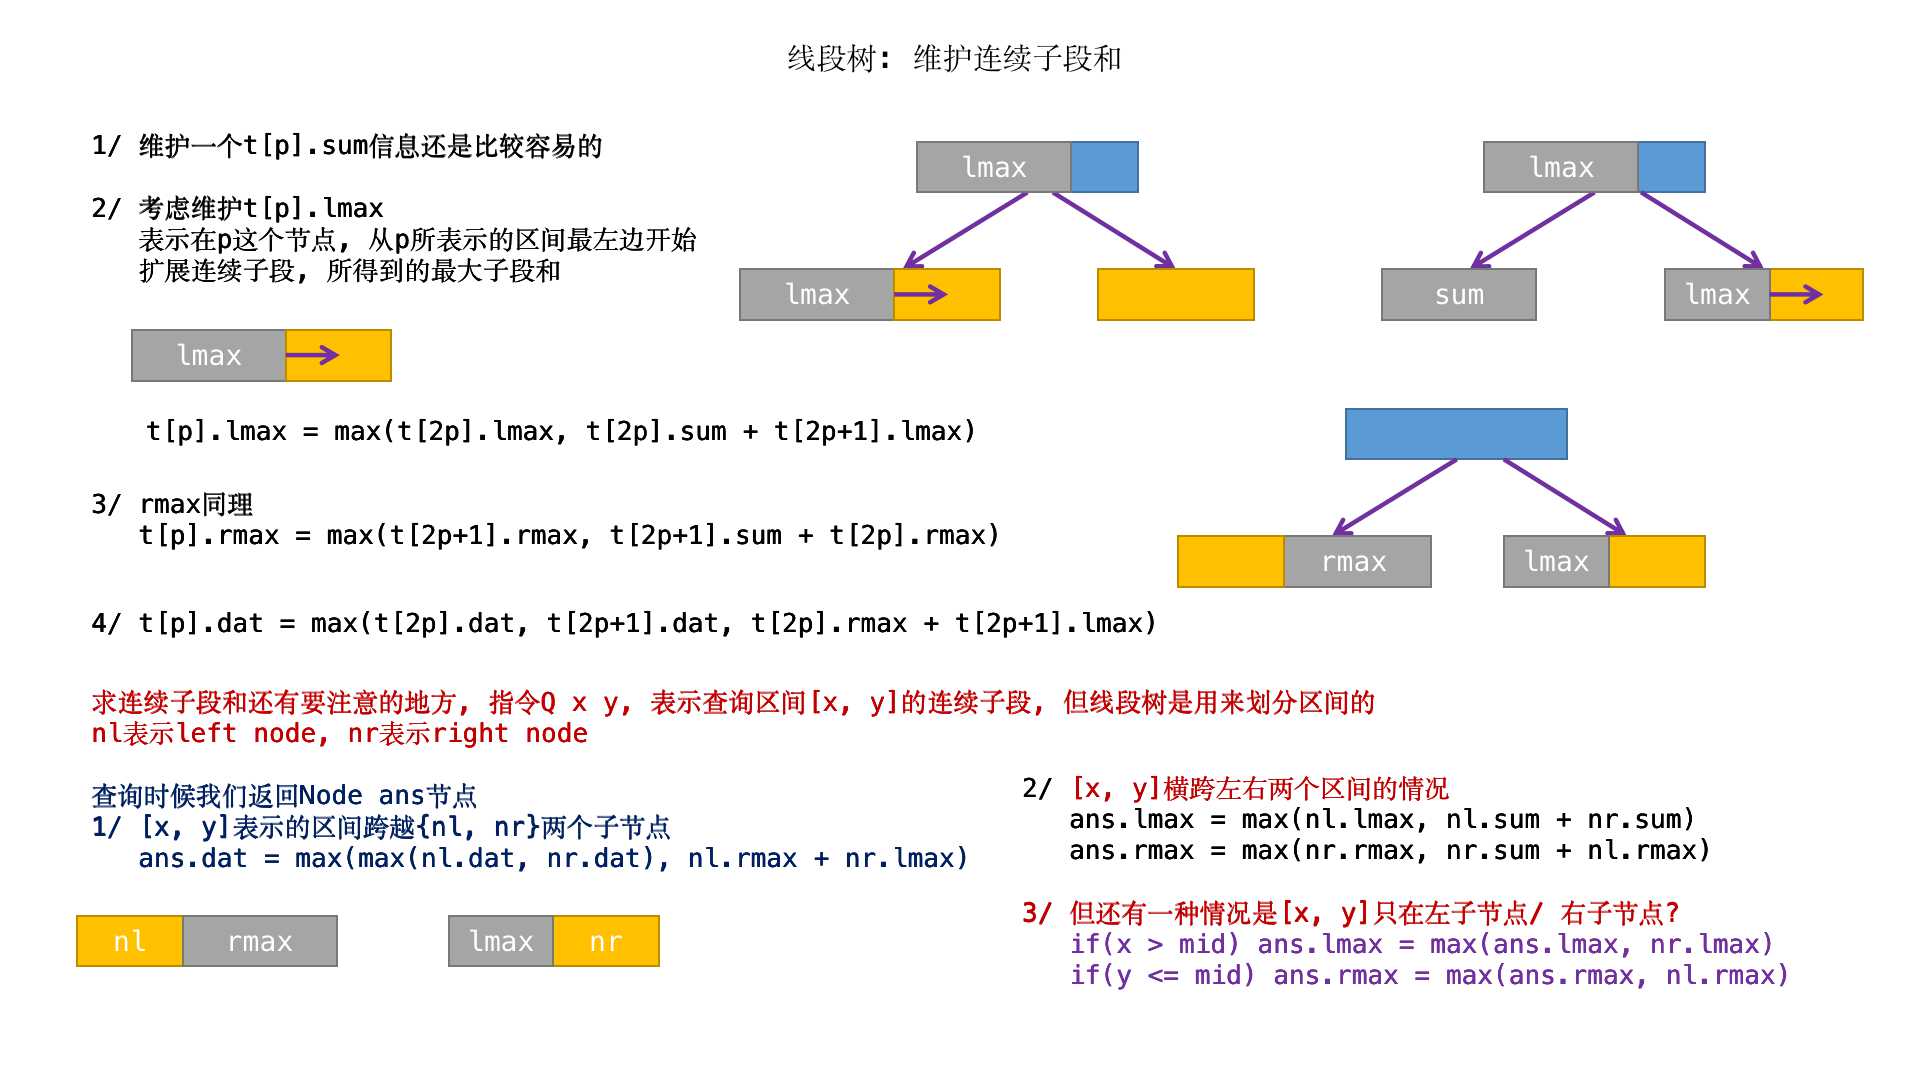 线段树: 维护连续子段和
1/ 维护一个t[p].sum信息还是比较容易的
2/ 考虑维护t[p].lmax
表示在p这个节点, 从p所表示的区间最左边开始
扩展连续子段, 所得到的最大子段和
lmax
lmax
lmax
lmax
sum
lmax
t[p].lmax = max(t[2p].lmax, t[2p].sum + t[2p+1].lmax)
3/ rmax同理
t[p].rmax = max(t[2p+1].rmax, t[2p+1].sum + t[2p].rmax)
rmax
lmax
4/ t[p].dat = max(t[2p].dat, t[2p+1].dat, t[2p].rmax + t[2p+1].lmax)
求连续子段和还有要注意的地方, 指令Q x y, 表示查询区间[x, y]的连续子段, 但线段树是用来划分区间的
nl表示left node, nr表示right node
查询时候我们返回Node ans节点
1/ [x, y]表示的区间跨越{nl, nr}两个子节点
ans.dat = max(max(nl.dat, nr.dat), nl.rmax + nr.lmax)
nl
rmax
lmax
nr
2/ [x, y]横跨左右两个区间的情况
ans.lmax = max(nl.lmax, nl.sum + nr.sum)
ans.rmax = max(nr.rmax, nr.sum + nl.rmax)
3/ 但还有一种情况是[x, y]只在左子节点/ 右子节点?
if(x > mid) ans.lmax = max(ans.lmax, nr.lmax)
if(y <= mid) ans.rmax = max(ans.rmax, nl.rmax)